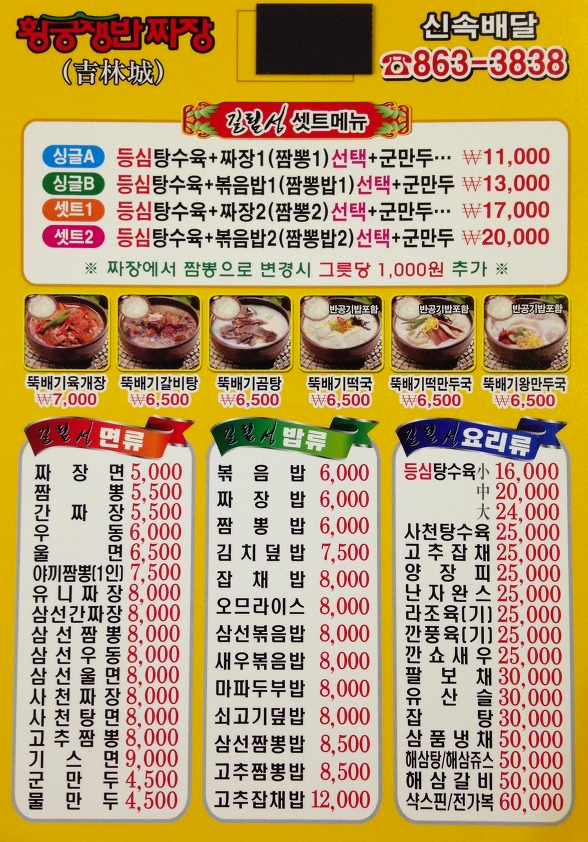 황궁쟁반짜장
(吉林城)
신속배달
☎863-3838
길림성 셋트메뉴
싱글A 등심탕수육+짜장1(짬뽕1)선택+군만두… ₩11,000
싱글B 등심탕수육+볶음밥1(짬뽕밥1)선택+군만두 ₩13,000
셋트1 등심탕수육+짜장2(짬뽕2)선택+군만두… ₩17,000
셋트2 등심탕수육+볶음밥2(짬뽕밥2)선택+군만두 ₩20,000
※ 짜장에서 짬뽕으로 변경시 그릇당 1,000원 추가 ※
반공기밥포함 반공기밥포함 반공기밥포함
뚝배기육개장 뚝배기갈비탕 뚝배기곰탕 뚝배기떡국 뚝배기떡만두국 뚝배기왕만두국
₩7,000 ₩6,500 ₩6,500 ₩6,500 ₩6,500 ₩6,500
길림성 면류
짜장면 5,000
짬뽕 5,500
간짜장 5,500
우동 6,000
울면 6,500
야끼짬뽕(1인) 7,500
유니짜장 8,000
삼선간짜장 8,000
삼선짬뽕 8,000
삼선우동 8,000
삼선울면 8,000
사천짜장 8,000
사천탕면 8,000
고추짬뽕 8,000
기스면 9,000
군만두 4,500
물만두 4,500
길림성 밥류
볶음밥 6,000
짜장밥 6,000
짬뽕밥 6,000
김치덮밥 7,500
잡채밥 8,000
오므라이스 8,000
삼선볶음밥 8,000
새우볶음밥 8,000
마파두부밥 8,000
쇠고기덮밥 8,000
삼선짬뽕밥 8,500
고추짬뽕밥 8,500
고추잡채밥 12,000
길림성 요리류
등심탕수육 小 16,000
中 20,000
大 24,000
사천탕수육 25,000
고추잡채 25,000
양장피 25,000
난자완스 25,000
라조육(기) 25,000
깐풍육(기) 25,000
깐쇼새우 25,000
팔보채 30,000
유산슬 30,000
잡탕 30,000
삼품냉채 50,000
해삼탕/해삼쥬스 50,000
해삼갈비 50,000
샥스핀/전가복 60,000